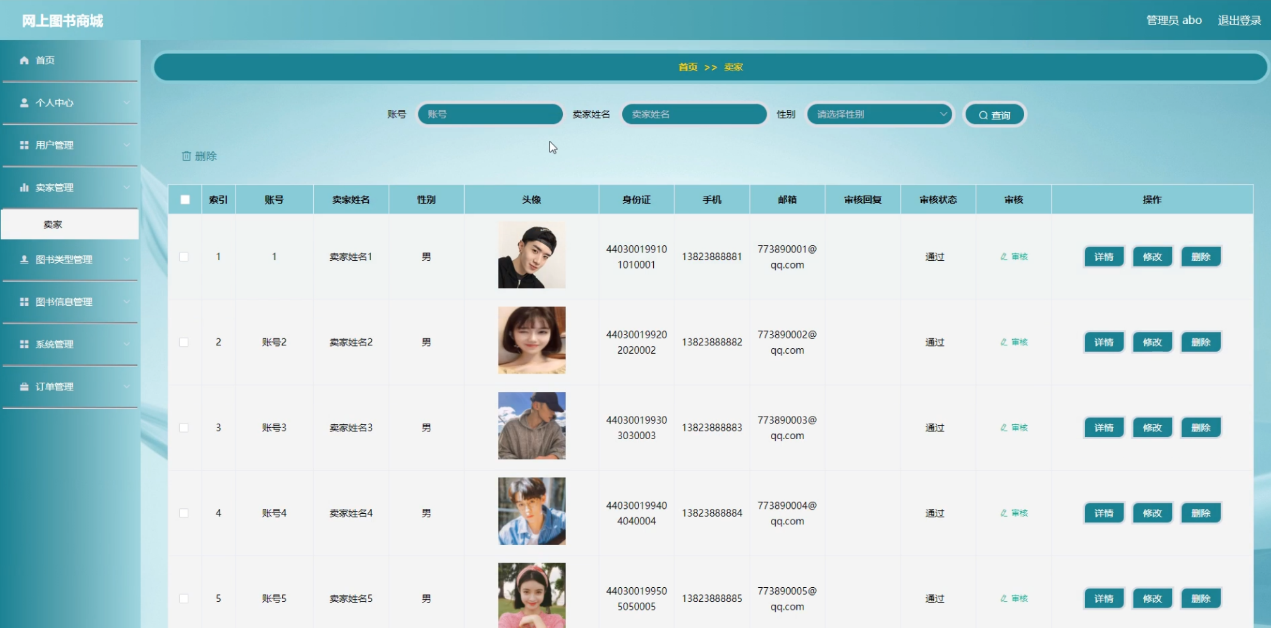 网上图书商城
管理员 abo 退出登录
首页
个人中心
用户管理
卖家管理
卖家
图书类型管理
图书信息管理
系统管理
订单管理
首页 >> 卖家
账号 账号 卖家姓名 卖家姓名 性别 请选择性别 查询
删除
索引 账号 卖家姓名 性别 头像 身份证 手机 邮箱 审核回复 审核状态 审核 操作
1 1 卖家姓名1 男 44030019910 13823888881 773890001@ 通过 审核 详情 修改 删除
1010001 qq.com
2 账号2 卖家姓名2 男 44030019920 13823888882 773890002@ 通过 审核 详情 修改 删除
2020002 qq.com
3 账号3 卖家姓名3 男 44030019930 13823888883 773890003@ 通过 审核 详情 修改 删除
3030003 qq.com
4 账号4 卖家姓名4 男 44030019940 13823888884 773890004@ 通过 审核 详情 修改 删除
4040004 qq.com
5 账号5 卖家姓名5 男 44030019950 13823888885 773890005@ 通过 审核 详情 修改 删除
5050005 qq.com